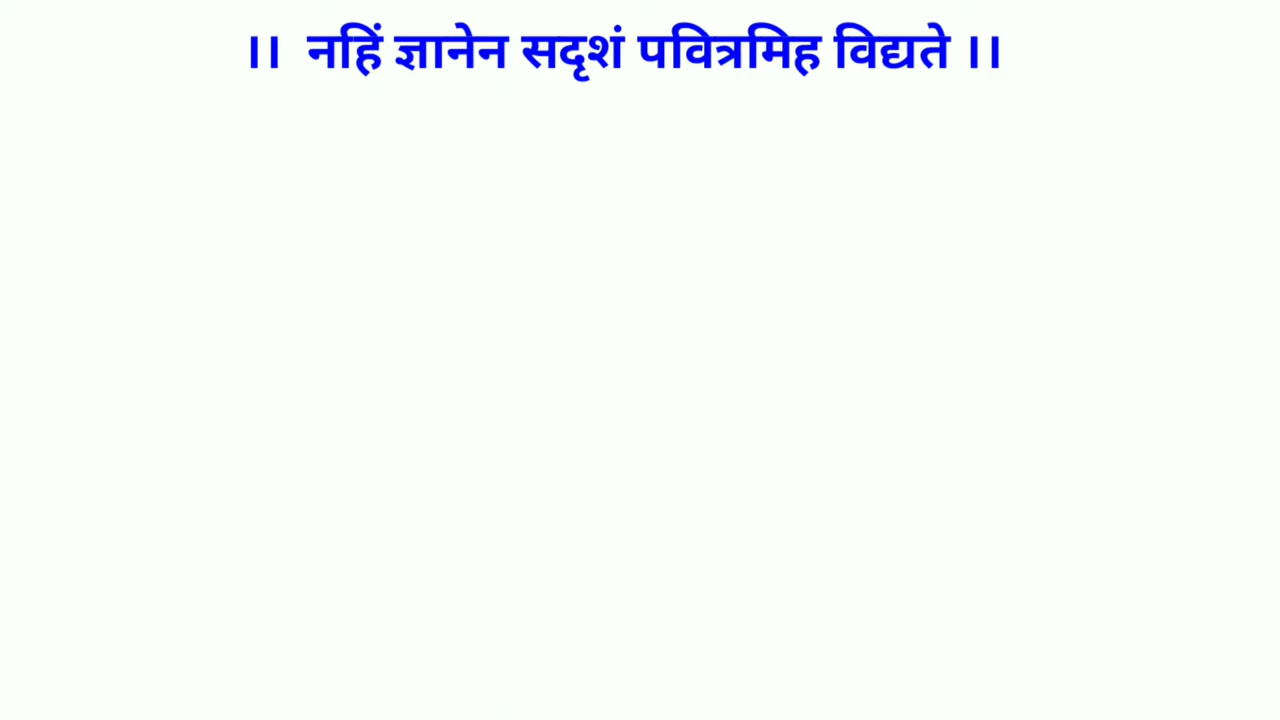 ।। नहिं ज्ञानेन सदृशं पवित्रमिह विद्यते ।।